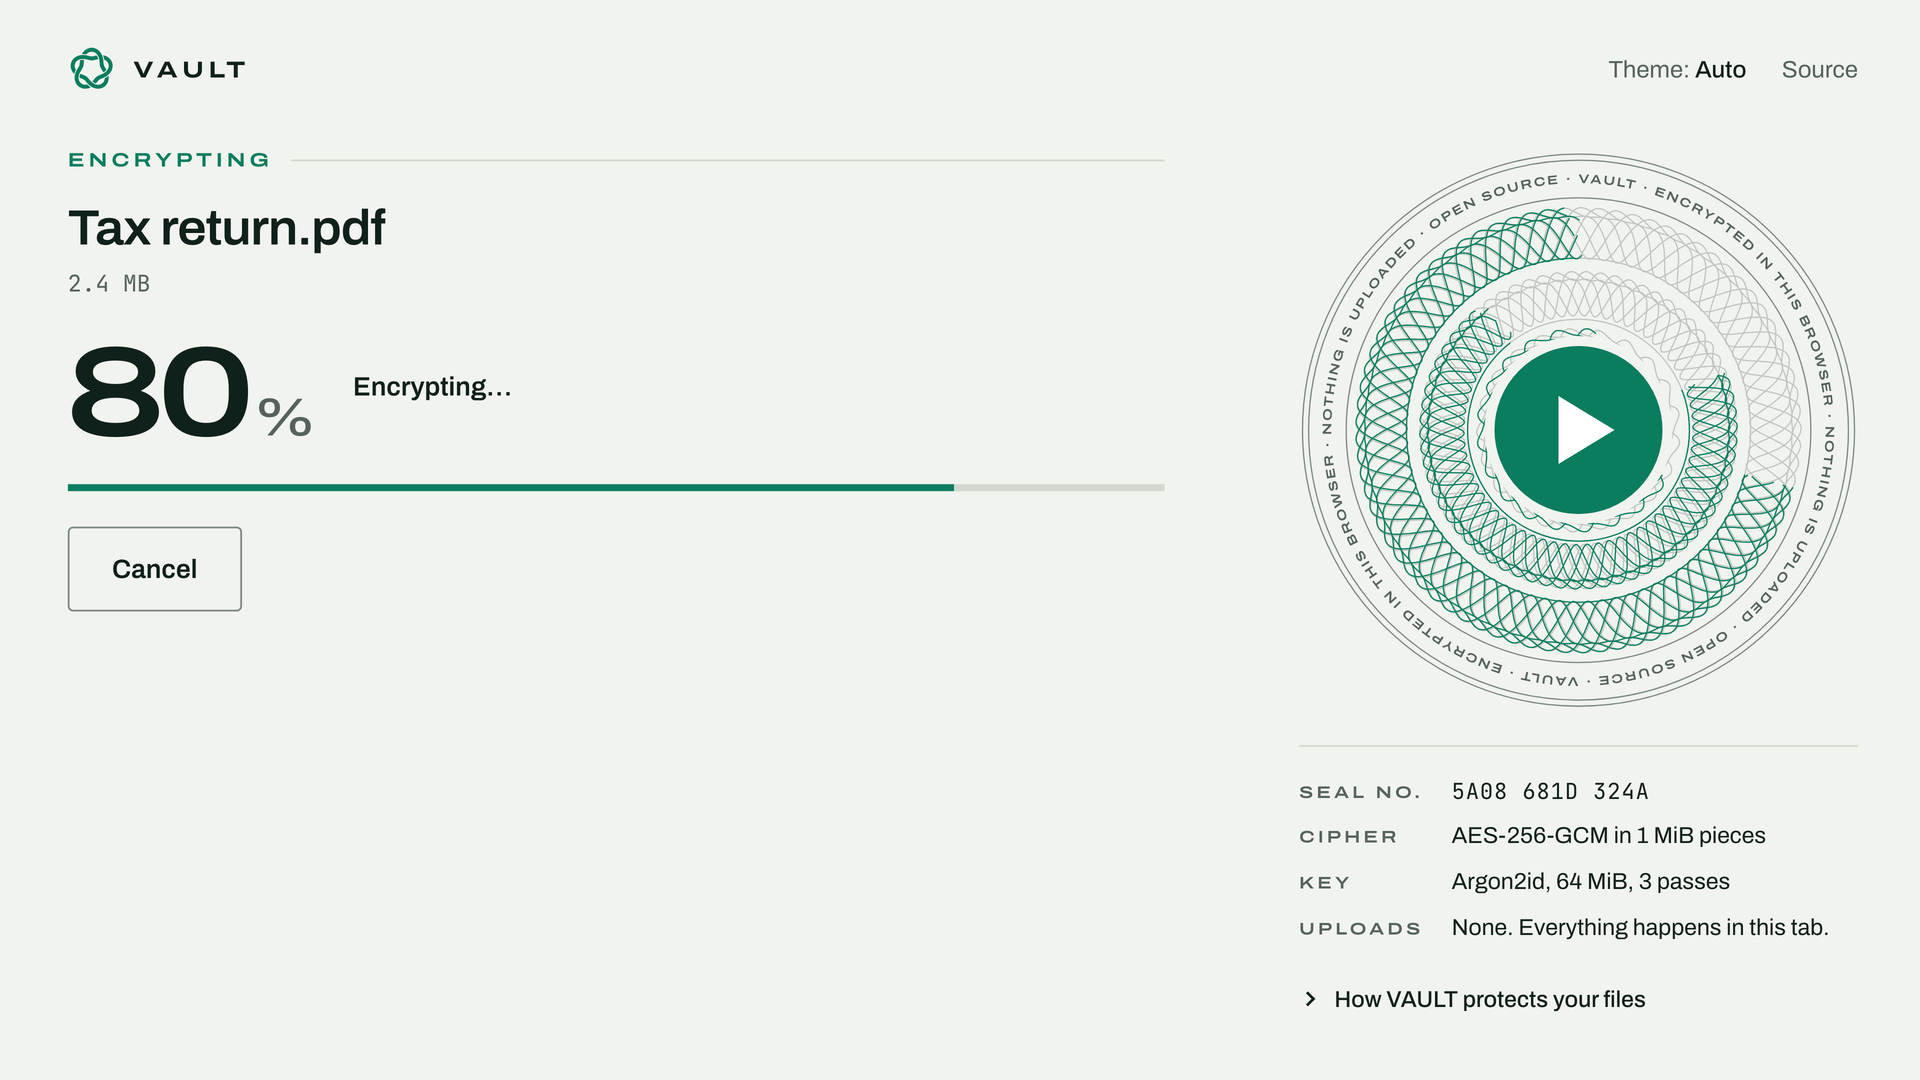 VAULT
Theme: Auto
Source
ENCRYPTING
Tax return.pdf
2.4 MB
80%
Encrypting…
Cancel
VAULT · ENCRYPTED IN THIS BROWSER · NOTHING IS UPLOADED · OPEN SOURCE · VAULT · ENCRYPTED IN THIS BROWSER · NOTHING IS UPLOADED · OPEN SOURCE ·
SEAL NO. 5A08 681D 324A
CIPHER AES-256-GCM in 1 MiB pieces
KEY Argon2id, 64 MiB, 3 passes
UPLOADS None. Everything happens in this tab.
How VAULT protects your files